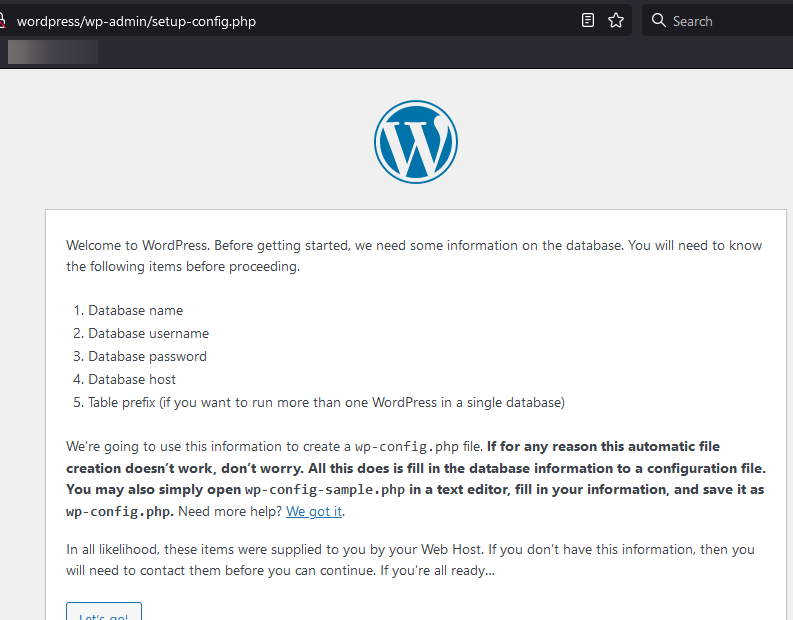 wordpress/wp-admin/setup-config.php
Search
Welcome to WordPress. Before getting started, we need some information on the database. You will need to know
the following items before proceeding.
1. Database name
2. Database username
3. Database password
4. Database host
5. Table prefix (if you want to run more than one WordPress in a single database)
We’re going to use this information to create a wp-config.php file. If for any reason this automatic file
creation doesn’t work, don’t worry. All this does is fill in the database information to a configuration file.
You may also simply open wp-config-sample.php in a text editor, fill in your information, and save it as
wp-config.php. Need more help? We got it.
In all likelihood, these items were supplied to you by your Web Host. If you don’t have this information, then you
will need to contact them before you can continue. If you’re all ready…
Let’s go!